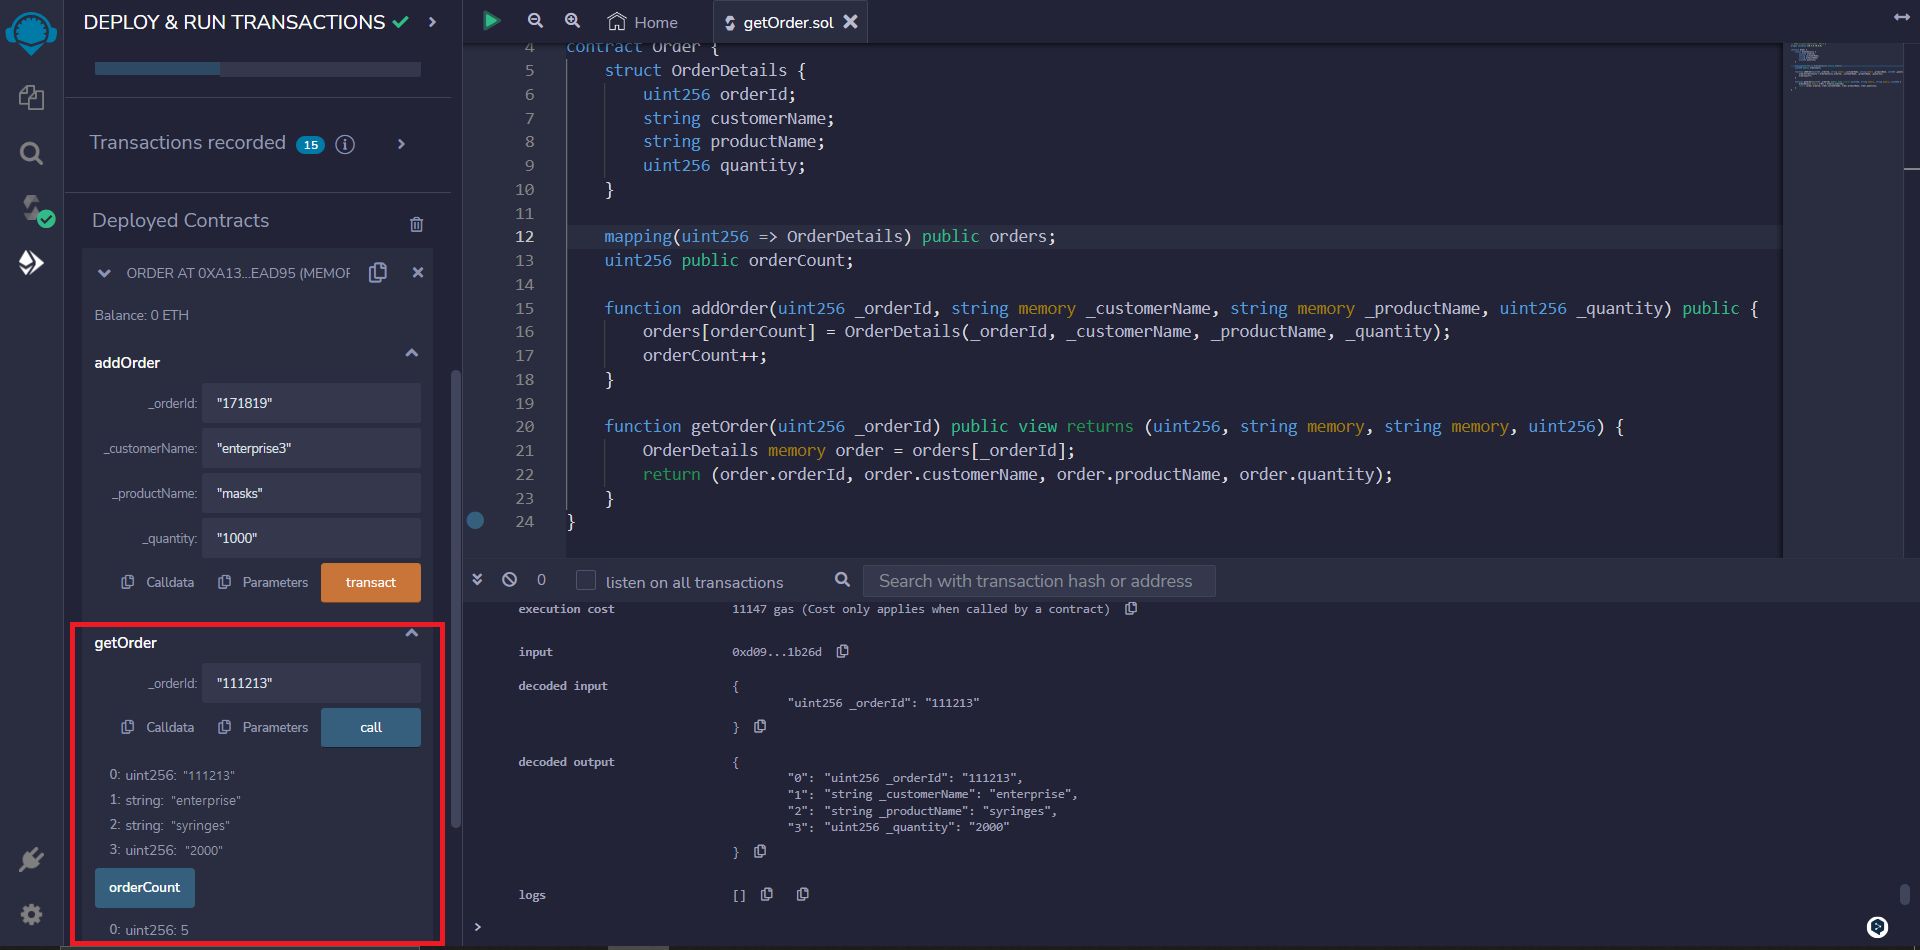 DEPLOY & RUN TRANSACTIONS
Transactions recorded 15
Deployed Contracts
ORDER AT 0XA13...EAD95 (MEMOR
Balance: 0 ETH
addOrder
_orderId: "171819"
_customerName: "enterprise3"
_productName: "masks"
_quantity: "1000"
Calldata Parameters transact
getOrder
_orderId: "111213"
Calldata Parameters call
0: uint256: "111213"
1: string: "enterprise"
2: string: "syringes"
3: uint256: "2000"
orderCount
0: uint256: 5
Home getOrder.sol
4 contract Order {
5 struct OrderDetails {
6 uint256 orderId;
7 string customerName;
8 string productName;
9 uint256 quantity;
10 }
11
12 mapping(uint256 => OrderDetails) public orders;
13 uint256 public orderCount;
14
15 function addOrder(uint256 _orderId, string memory _customerName, string memory _productName, uint256 _quantity) public {
16 orders[orderCount] = OrderDetails(_orderId, _customerName, _productName, _quantity);
17 orderCount++;
18 }
19
20 function getOrder(uint256 _orderId) public view returns (uint256, string memory, string memory, uint256) {
21 OrderDetails memory order = orders[_orderId];
22 return (order.orderId, order.customerName, order.productName, order.quantity);
23 }
24 }
0 listen on all transactions Search with transaction hash or address
execution cost 11147 gas (Cost only applies when called by a contract)
input 0xd09...1b26d
decoded input {
"uint256 _orderId": "111213"
}
decoded output {
"0": "uint256 _orderId": "111213",
"1": "string _customerName": "enterprise",
"2": "string _productName": "syringes",
"3": "uint256 _quantity": "2000"
}
logs []
>